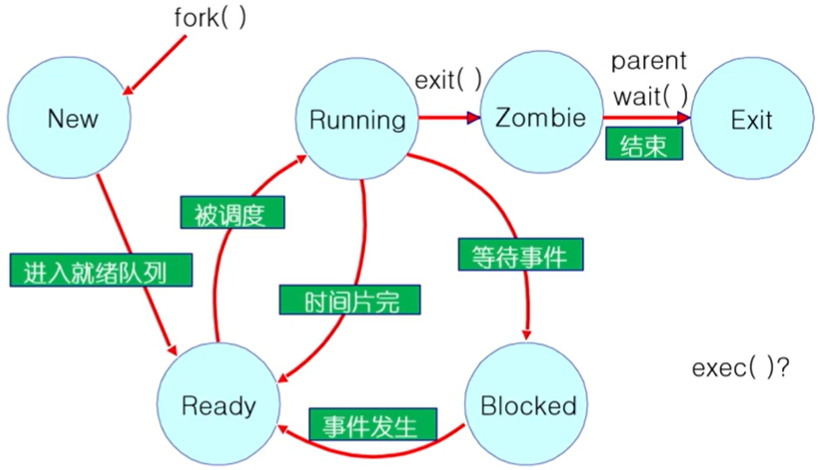 fork( )
New
Running
exit( )
Zombie
parent
wait( )
结束
Exit
被调度
进入就绪队列
时间片完
等待事件
Ready
事件发生
Blocked
exec( )?